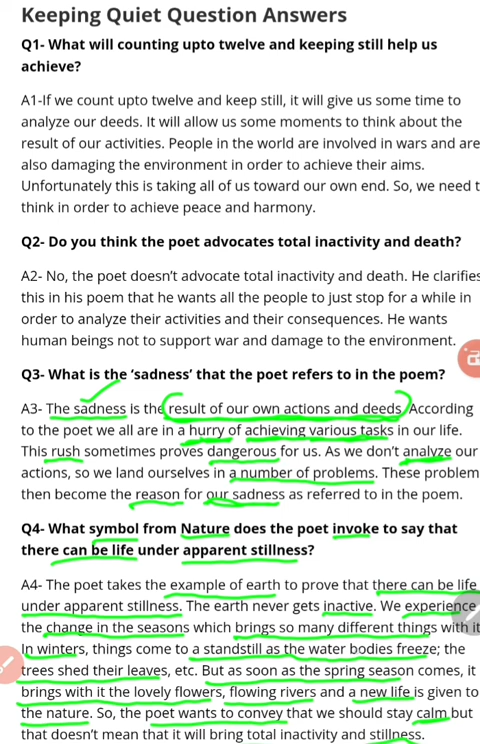 Keeping Quiet Question Answers
Q1- What will counting upto twelve and keeping still help us
achieve?
A1-If we count upto twelve and keep still, it will give us some time to
analyze our deeds. It will allow us some moments to think about the
result of our activities. People in the world are involved in wars and are
also damaging the environment in order to achieve their aims.
Unfortunately this is taking all of us toward our own end. So, we need t
think in order to achieve peace and harmony.
Q2- Do you think the poet advocates total inactivity and death?
A2- No, the poet doesn't advocate total inactivity and death. He clarifies
this in his poem that he wants all the people to just stop for a while in
order to analyze their activities and their consequences. He wants
human beings not to support war and damage to the environment.
Q3- What is the 'sadness' that the poet refers to in the poem?
A3- The sadness is the result of our own actions and deeds. According
to the poet we all are in a hurry of achieving various tasks in our life.
This rush sometimes proves dangerous for us. As we don't analyze our
actions, so we land ourselves in a number of problems. These problem
then become the reason for our sadness as referred to in the poem.
Q4- What symbol from Nature does the poet invoke to say that
there can be life under apparent stillness?
A4- The poet takes the example of earth to prove that there can be life
under apparent stillness. The earth never gets inactive. We experience
the change in the seasons which brings so many different things with it
In winters, things come to a standstill as the water bodies freeze; the
trees shed their leaves, etc. But as soon as the spring season comes, it
brings with it the lovely flowers, flowing rivers and a new life is given to
the nature. So, the poet wants to convey that we should stay calm but
that doesn't mean that it will bring total inactivity and stillness.